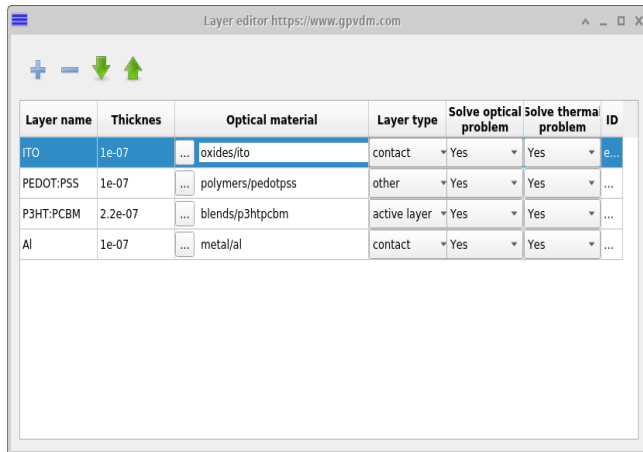 Layer editor https://www.gpvdm.com
Layer name Thicknes Optical material Layer type Solve optical problem Solve thermal problem ID
ITO 1e-07 ... oxides/ito contact Yes Yes e...
PEDOT:PSS 1e-07 ... polymers/pedotpss other Yes Yes ...
P3HT:PCBM 2.2e-07 ... blends/p3htpcbm active layer Yes Yes ...
Al 1e-07 ... metal/al contact Yes Yes ...